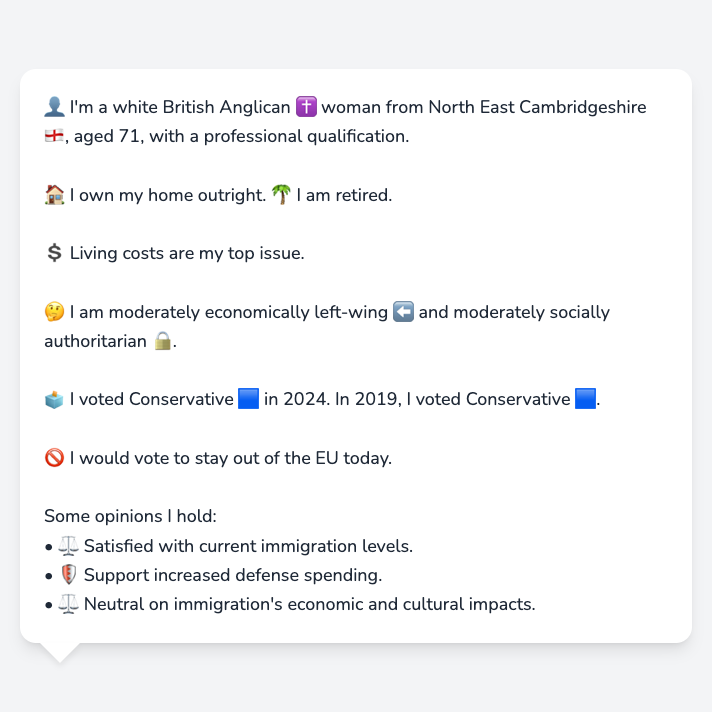 👤 I'm a white British Anglican ✝️ woman from North East Cambridgeshire
🏴󠁧󠁢󠁥󠁮󠁧󠁿, aged 71, with a professional qualification.
🏠 I own my home outright. 🌴 I am retired.
💲 Living costs are my top issue.
🤔 I am moderately economically left-wing ⬅️ and moderately socially
authoritarian 🔒.
🗳️ I voted Conservative 🟦 in 2024. In 2019, I voted Conservative 🟦.
🚫 I would vote to stay out of the EU today.
Some opinions I hold:
• ⚖️ Satisfied with current immigration levels.
• 🛡️ Support increased defense spending.
• ⚖️ Neutral on immigration's economic and cultural impacts.